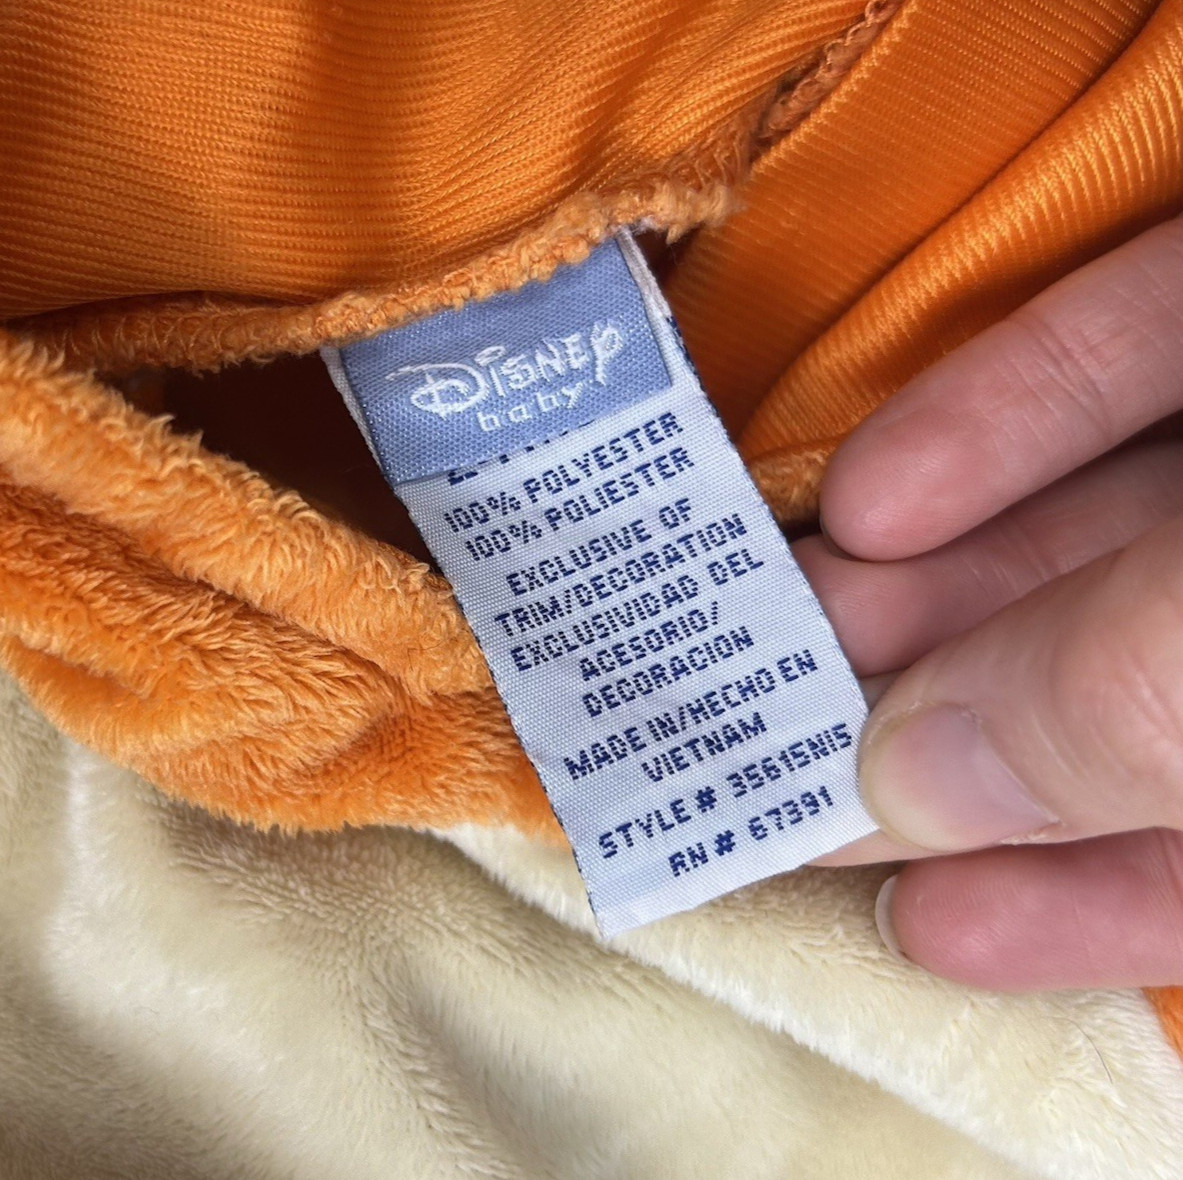 Disney
baby
100% POLYESTER
100% POLIESTER
EXCLUSIVE OF
TRIM/DECORATION
EXCLUSIVIDAD DEL
ACESORIO/
DECORACION
MADE IN/HECHO EN
VIETNAM
STYLE # 35615NIS
RN # 67391